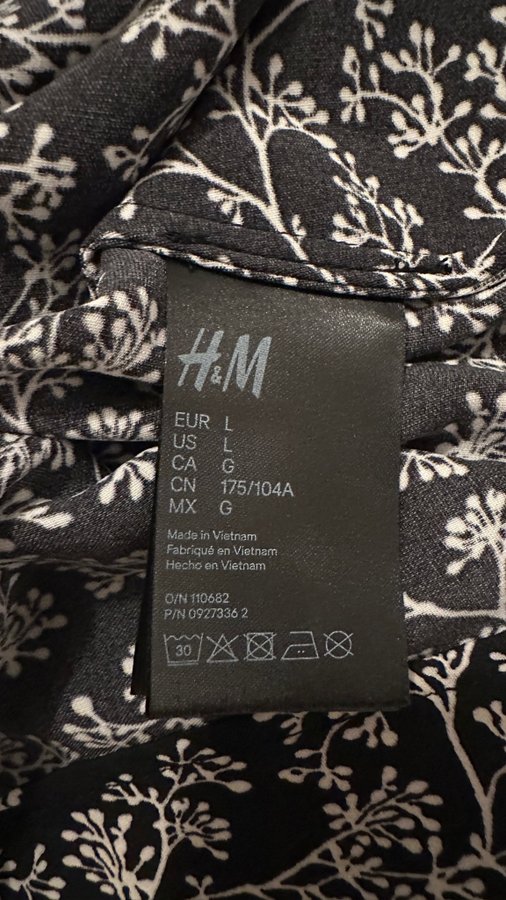 H&M
EUR L
US L
CA G
CN 175/104A
MX G
Made in Vietnam
Fabriqué en Vietnam
Hecho en Vietnam
O/N 110682
P/N 0927336 2
30